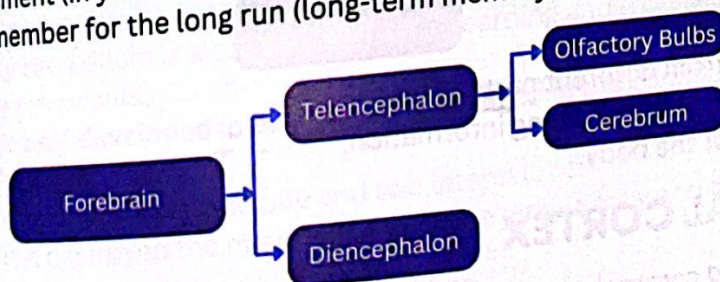 member for the long run (long-term
Olfactory Bulbs
Telencephalon
Cerebrum
Forebrain
Diencephalon